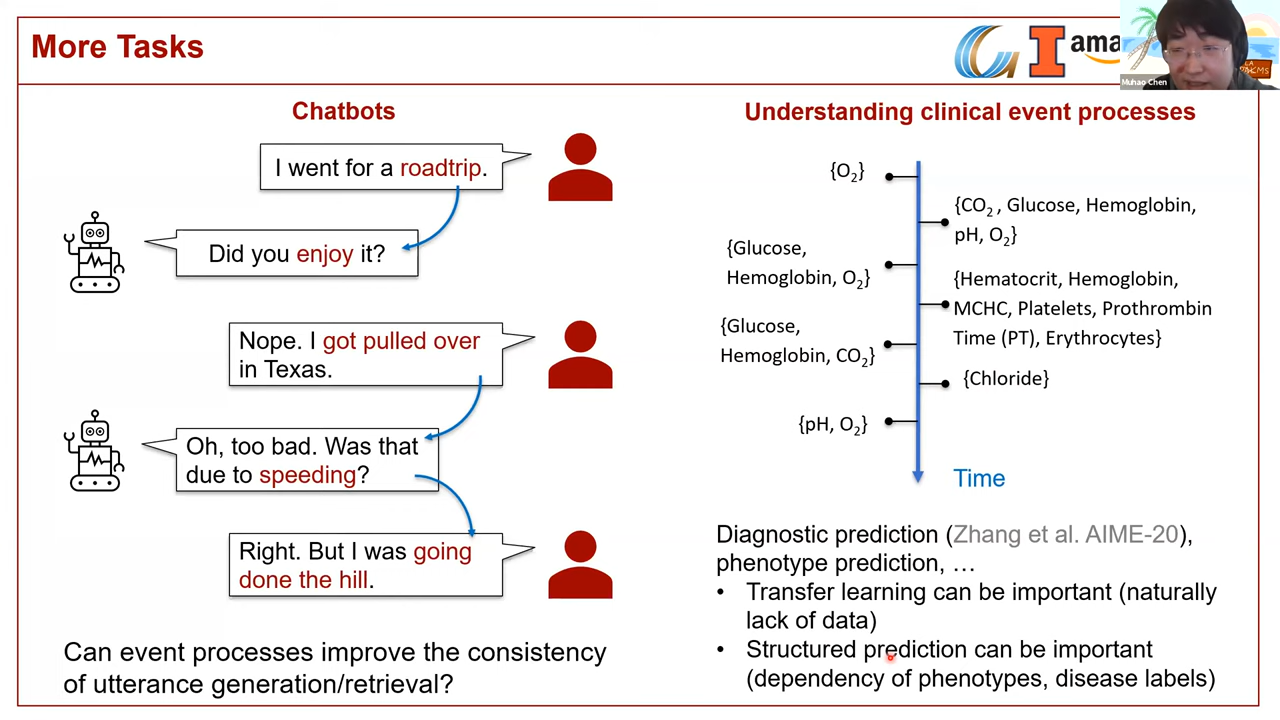 More Tasks
ama
Muhao Chen
Chatbots
I went for a roadtrip.
Did you enjoy it?
Nope. I got pulled over
in Texas.
Oh, too bad. Was that
due to speeding?
Right. But I was going
done the hill.
Can event processes improve the consistency
of utterance generation/retrieval?
Understanding clinical event processes
{O₂}
{CO₂ , Glucose, Hemoglobin,
pH, O₂}
{Glucose,
Hemoglobin, O₂}
{Hematocrit, Hemoglobin,
MCHC, Platelets, Prothrombin
Time (PT), Erythrocytes}
{Glucose,
Hemoglobin, CO₂}
{Chloride}
{pH, O₂}
Time
Diagnostic prediction (Zhang et al. AIME-20),
phenotype prediction, …
• Transfer learning can be important (naturally
lack of data)
• Structured prediction can be important
(dependency of phenotypes, disease labels)